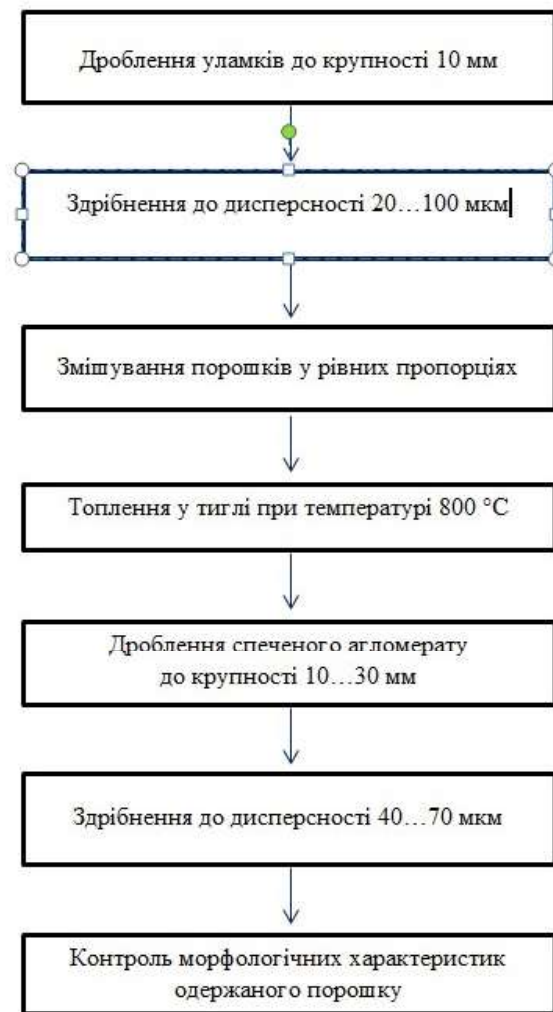 Дроблення уламків до крупності 10 мм
Здрібнення до дисперсності 20…100 мкм
Змішування порошків у рівних пропорціях
Топлення у тиглі при температурі 800 °С
Дроблення спеченого агломерату
до крупності 10…30 мм
Здрібнення до дисперсності 40…70 мкм
Контроль морфологічних характеристик
одержаного порошку